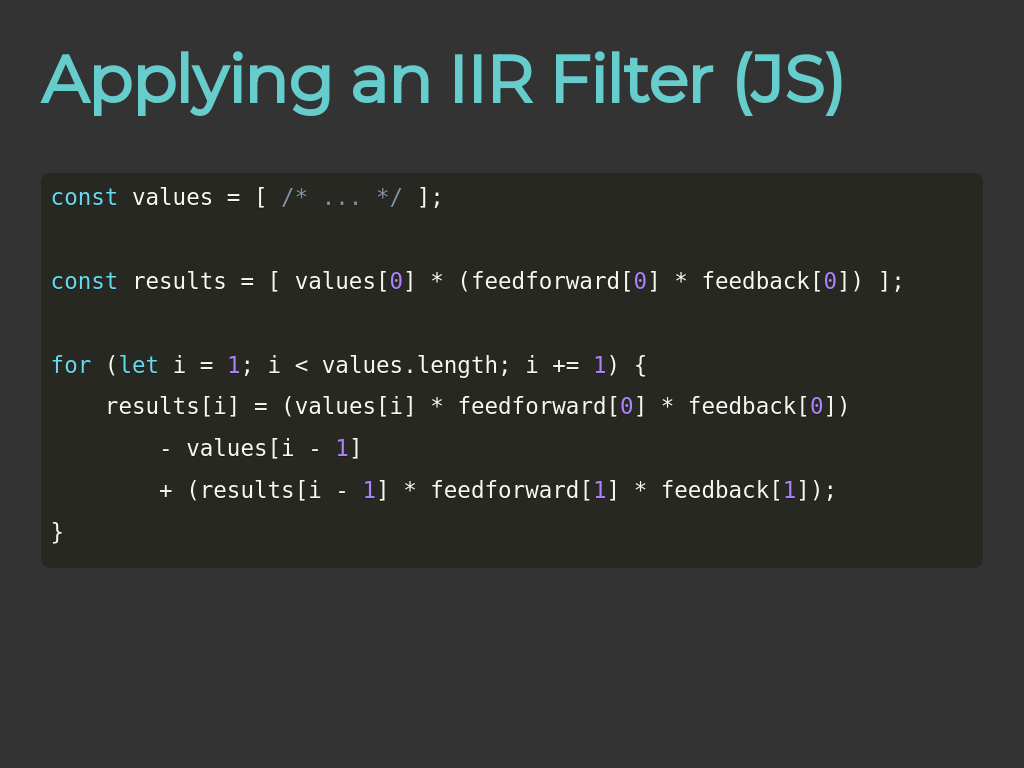 Applying an IIR Filter (JS)
const values = [ /* ... */ ];
const results = [ values[0] * (feedforward[0] * feedback[0]) ];
for (let i = 1; i < values.length; i += 1) {
    results[i] = (values[i] * feedforward[0] * feedback[0])
        - values[i - 1]
        + (results[i - 1] * feedforward[1] * feedback[1]);
}